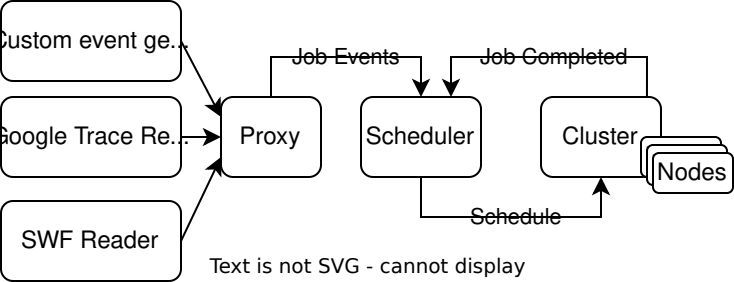 Custom event ge...
Job Events
Job Completed
Google Trace Re...
Proxy
Scheduler
Cluster
Nodes
Schedule
SWF Reader
Text is not SVG - cannot display